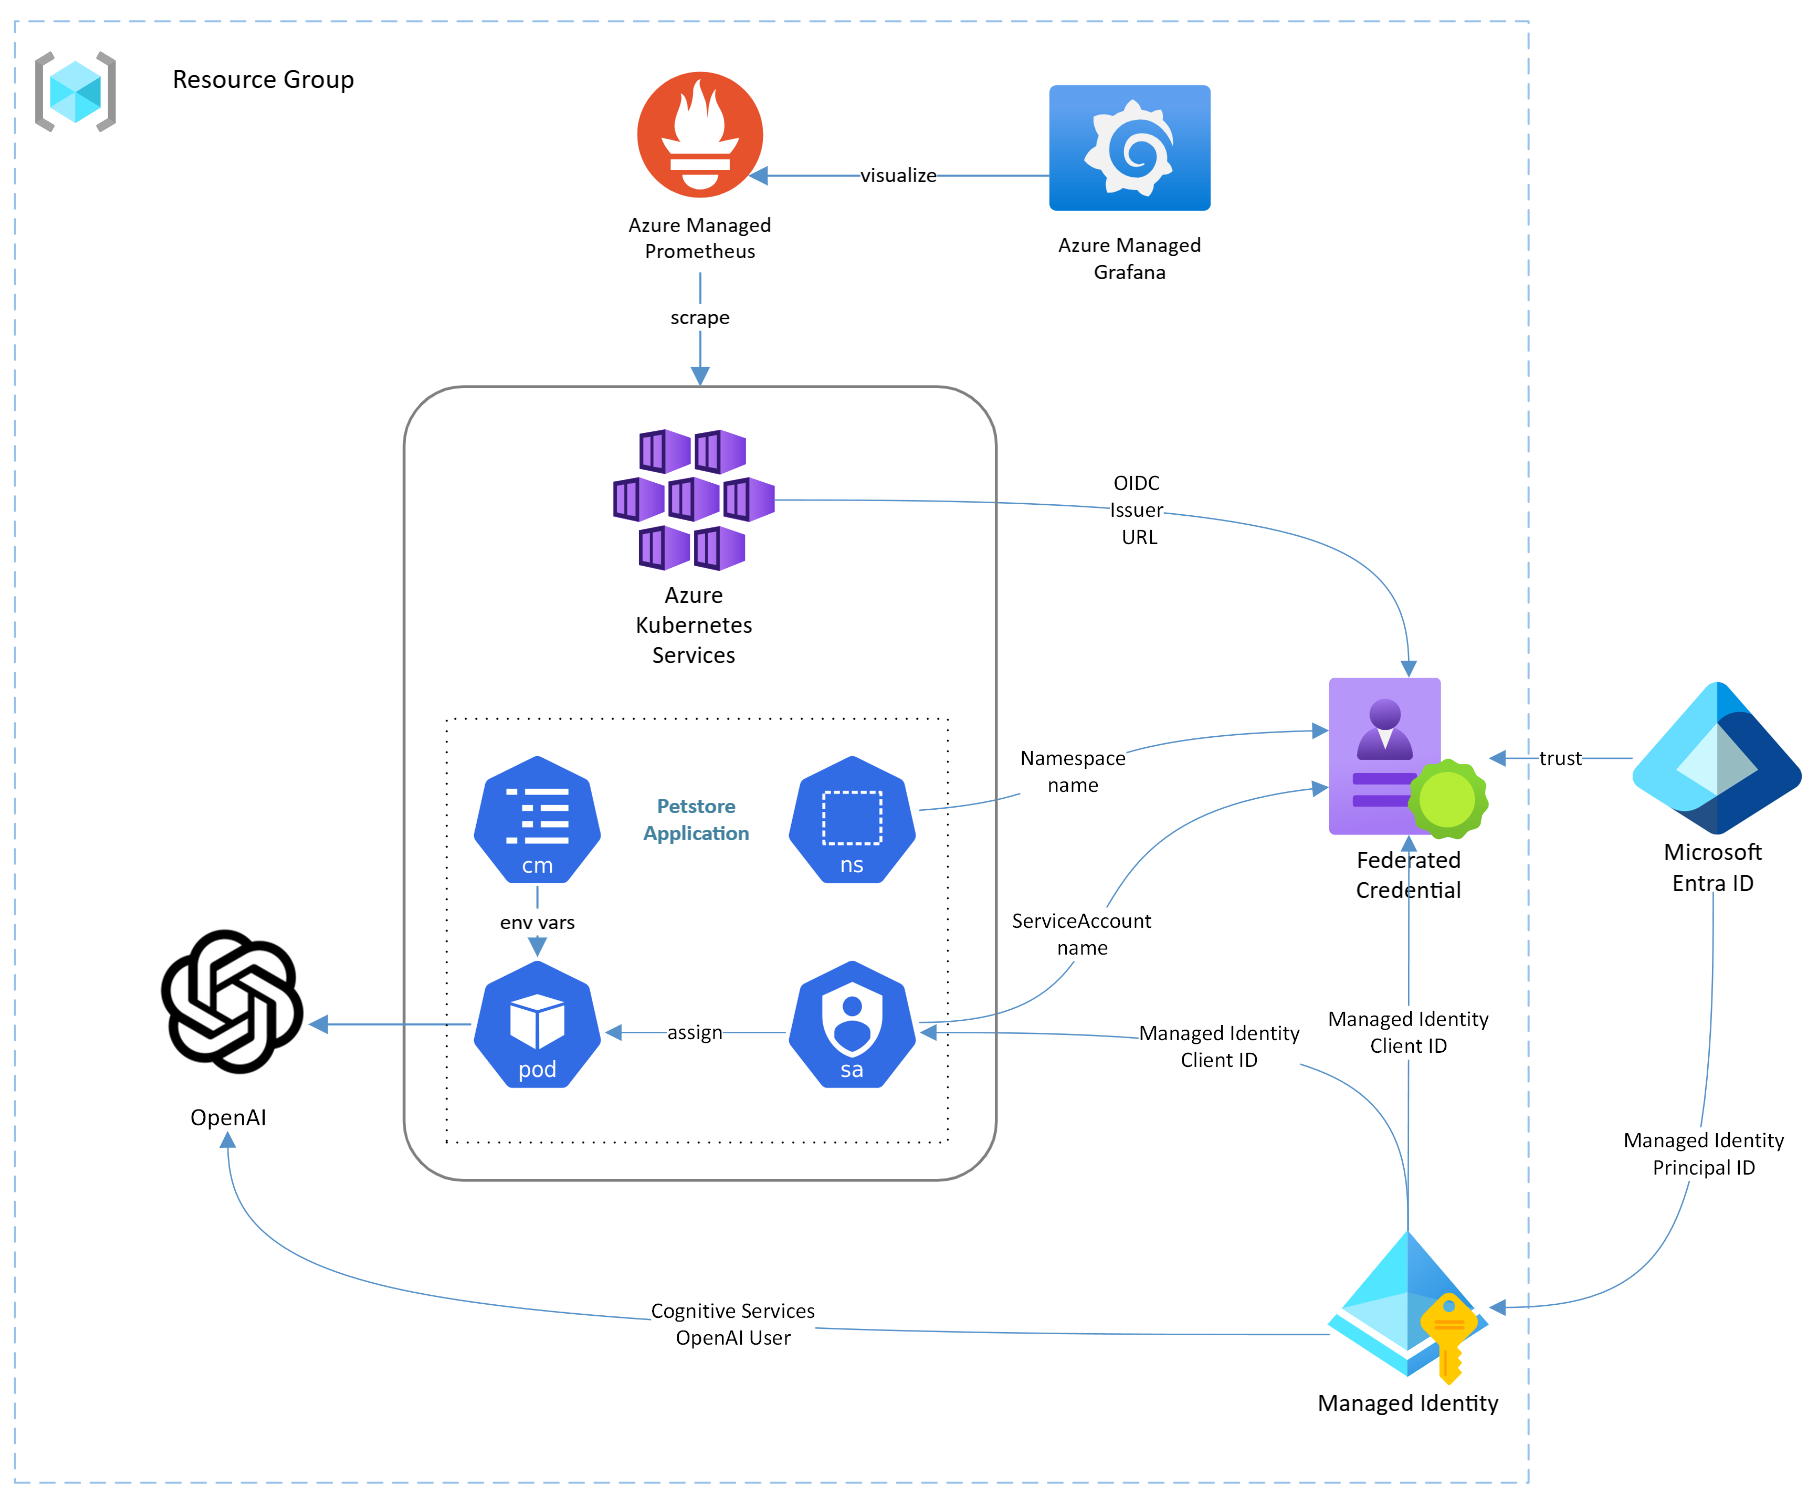 Resource Group
visualize
Azure Managed
Prometheus
Azure Managed
Grafana
scrape
OIDC
Issuer
URL
Azure
Kubernetes
Services
Namespace
name
trust
Petstore
Application
cm
ns
Federated
Credential
Microsoft
Entra ID
env vars
ServiceAccount
name
assign
pod
sa
Managed Identity
Client ID
Managed Identity
Client ID
OpenAI
Managed Identity
Principal ID
Cognitive Services
OpenAI User
Managed Identity